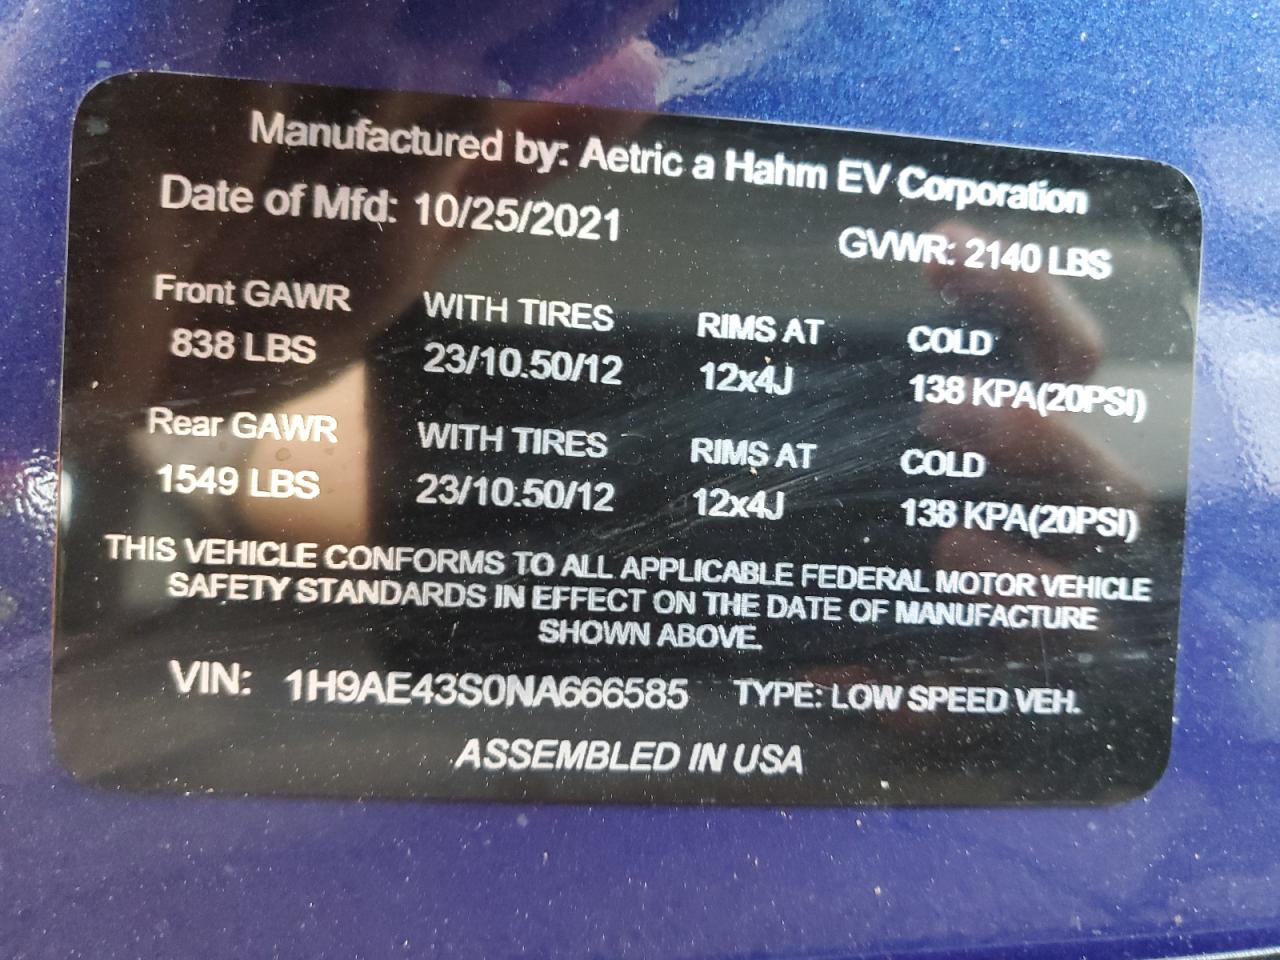 Manufactured by: Aetric a Hahm EV Corporation
Date of Mfd: 10/25/2021 GVWR: 2140 LBS
Front GAWR WITH TIRES RIMS AT COLD
838 LBS 23/10.50/12 12x4J 138 KPA(20PSI)
Rear GAWR WITH TIRES RIMS AT COLD
1549 LBS 23/10.50/12 12x4J 138 KPA(20PSI)
THIS VEHICLE CONFORMS TO ALL APPLICABLE FEDERAL MOTOR VEHICLE
SAFETY STANDARDS IN EFFECT ON THE DATE OF MANUFACTURE
SHOWN ABOVE.
VIN: 1H9AE43S0NA666585 TYPE: LOW SPEED VEH.
ASSEMBLED IN USA